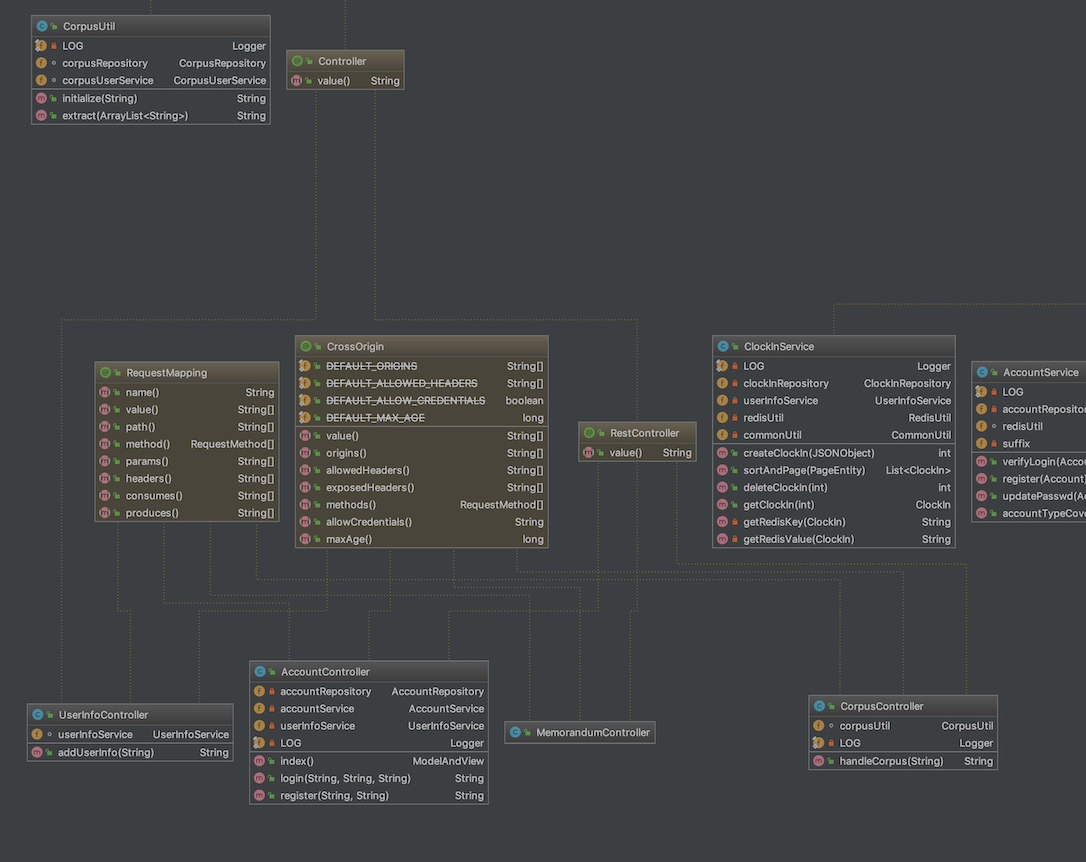 CorpusUtil
LOG Logger
corpusRepository CorpusRepository
corpusUserService CorpusUserService
initialize(String) String
extract(ArrayList<String>) String
Controller
value() String
RequestMapping
name() String
value() String[]
path() String[]
method() RequestMethod[]
params() String[]
headers() String[]
consumes() String[]
produces() String[]
CrossOrigin
DEFAULT_ORIGINS String[]
DEFAULT_ALLOWED_HEADERS String[]
DEFAULT_ALLOW_CREDENTIALS boolean
DEFAULT_MAX_AGE long
value() String[]
origins() String[]
allowedHeaders() String[]
exposedHeaders() String[]
methods() RequestMethod[]
allowCredentials() String
maxAge() long
RestController
value() String
ClockInService
LOG Logger
clockInRepository ClockInRepository
userInfoService UserInfoService
redisUtil RedisUtil
commonUtil CommonUtil
createClockIn(JSONObject) int
sortAndPage(PageEntity) List<ClockIn>
deleteClockIn(int) int
getClockIn(int) ClockIn
getRedisKey(ClockIn) String
getRedisValue(ClockIn) String
AccountService
LOG
accountReposito
redisUtil
suffix
verifyLogin(Accou
register(Account)
updatePasswd(Ac
accountTypeCove
UserInfoController
userInfoService UserInfoService
addUserInfo(String) String
AccountController
accountRepository AccountRepository
accountService AccountService
userInfoService UserInfoService
LOG Logger
index() ModelAndView
login(String, String, String) String
register(String, String) String
MemorandumController
CorpusController
corpusUtil CorpusUtil
LOG Logger
handleCorpus(String) String